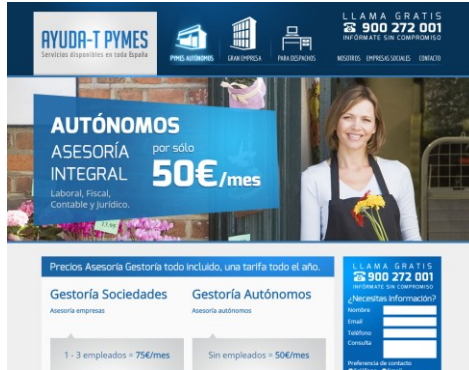 AYUDA-T PYMES
Servicios disponibles en toda España
PYMES AUTÓNOMOS
GRAN EMPRESA
PARA DESPACHOS
LLAMA GRATIS
900 272 001
INFÓRMATE SIN COMPROMISO
NOSOTROS EMPRESAS SOCIALES CONTACTO
AUTÓNOMOS
ASESORÍA
INTEGRAL
por sólo
50€/mes
Laboral, Fiscal,
Contable y Jurídico.
13,95
Precios Asesoría Gestoría todo incluido, una tarifa todo el año.
Gestoría Sociedades
Asesoría empresas
1 - 3 empleados = 75€/mes
Gestoría Autónomos
Asesoría autónomos
Sin empleados = 50€/mes
LLAMA GRATIS
900 272 001
INFÓRMATE SIN COMPROMISO
¿Necesitas información?
Nombre
Email
Teléfono
Consulta
Preferencia de contacto